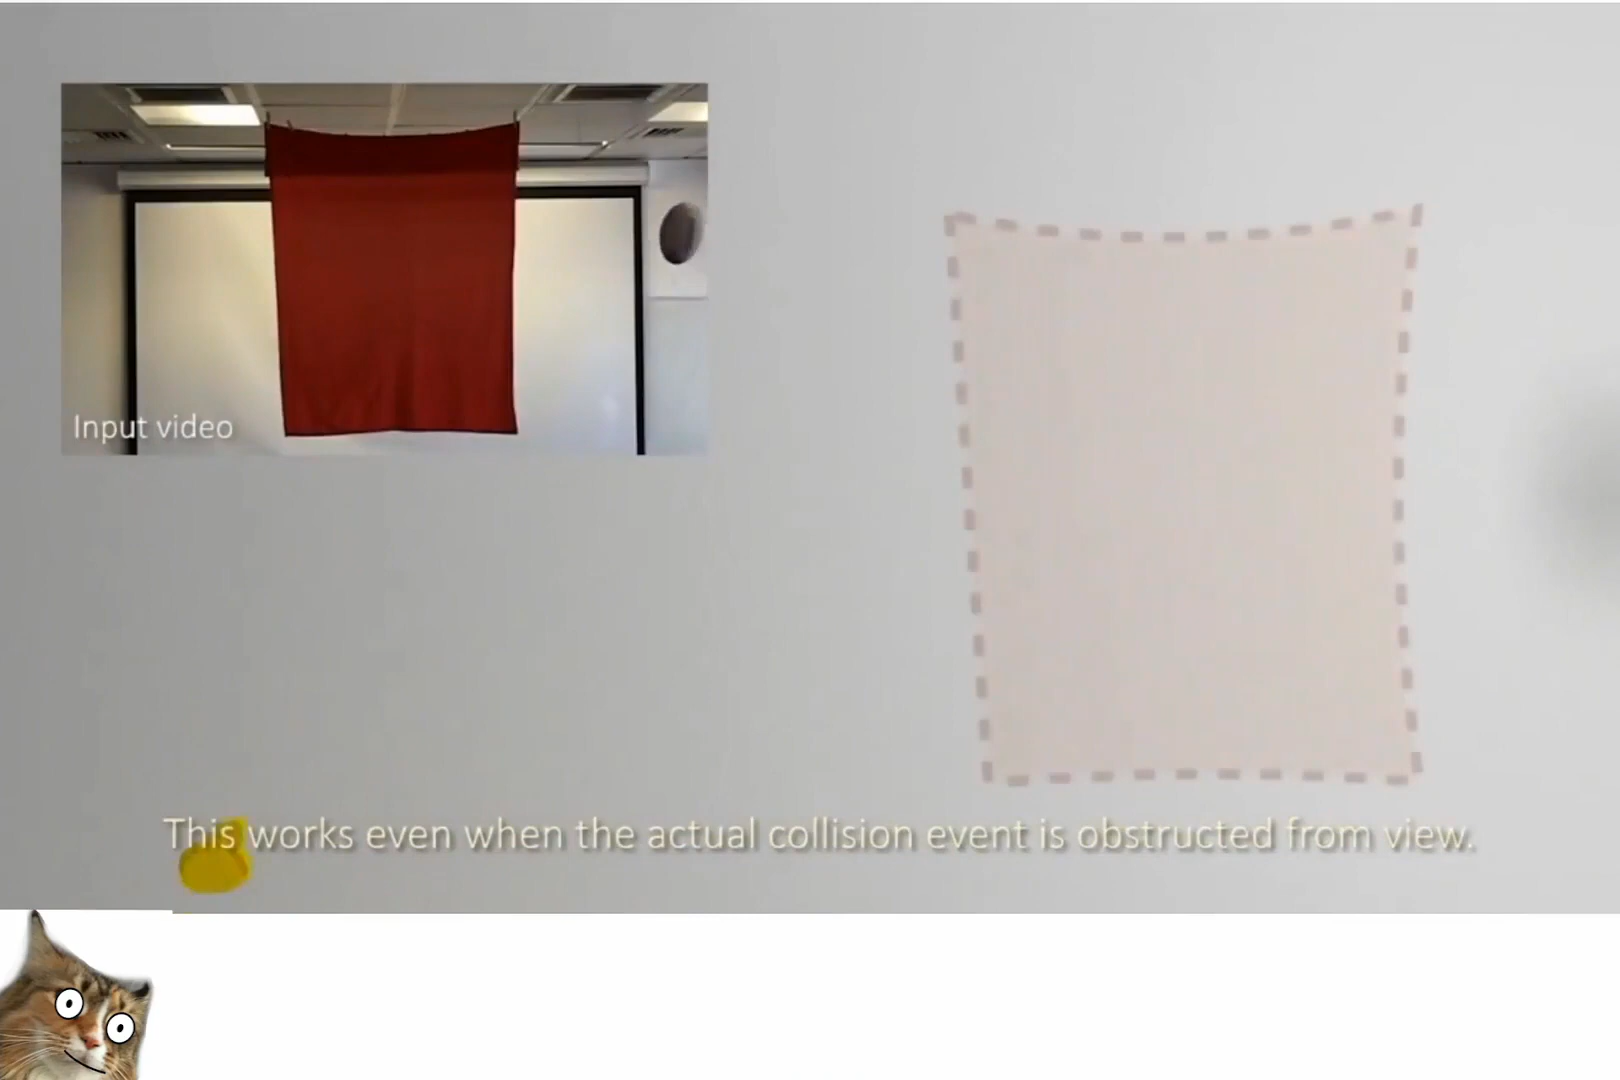 Input video
This works even when the actual collision event is obstructed from view.